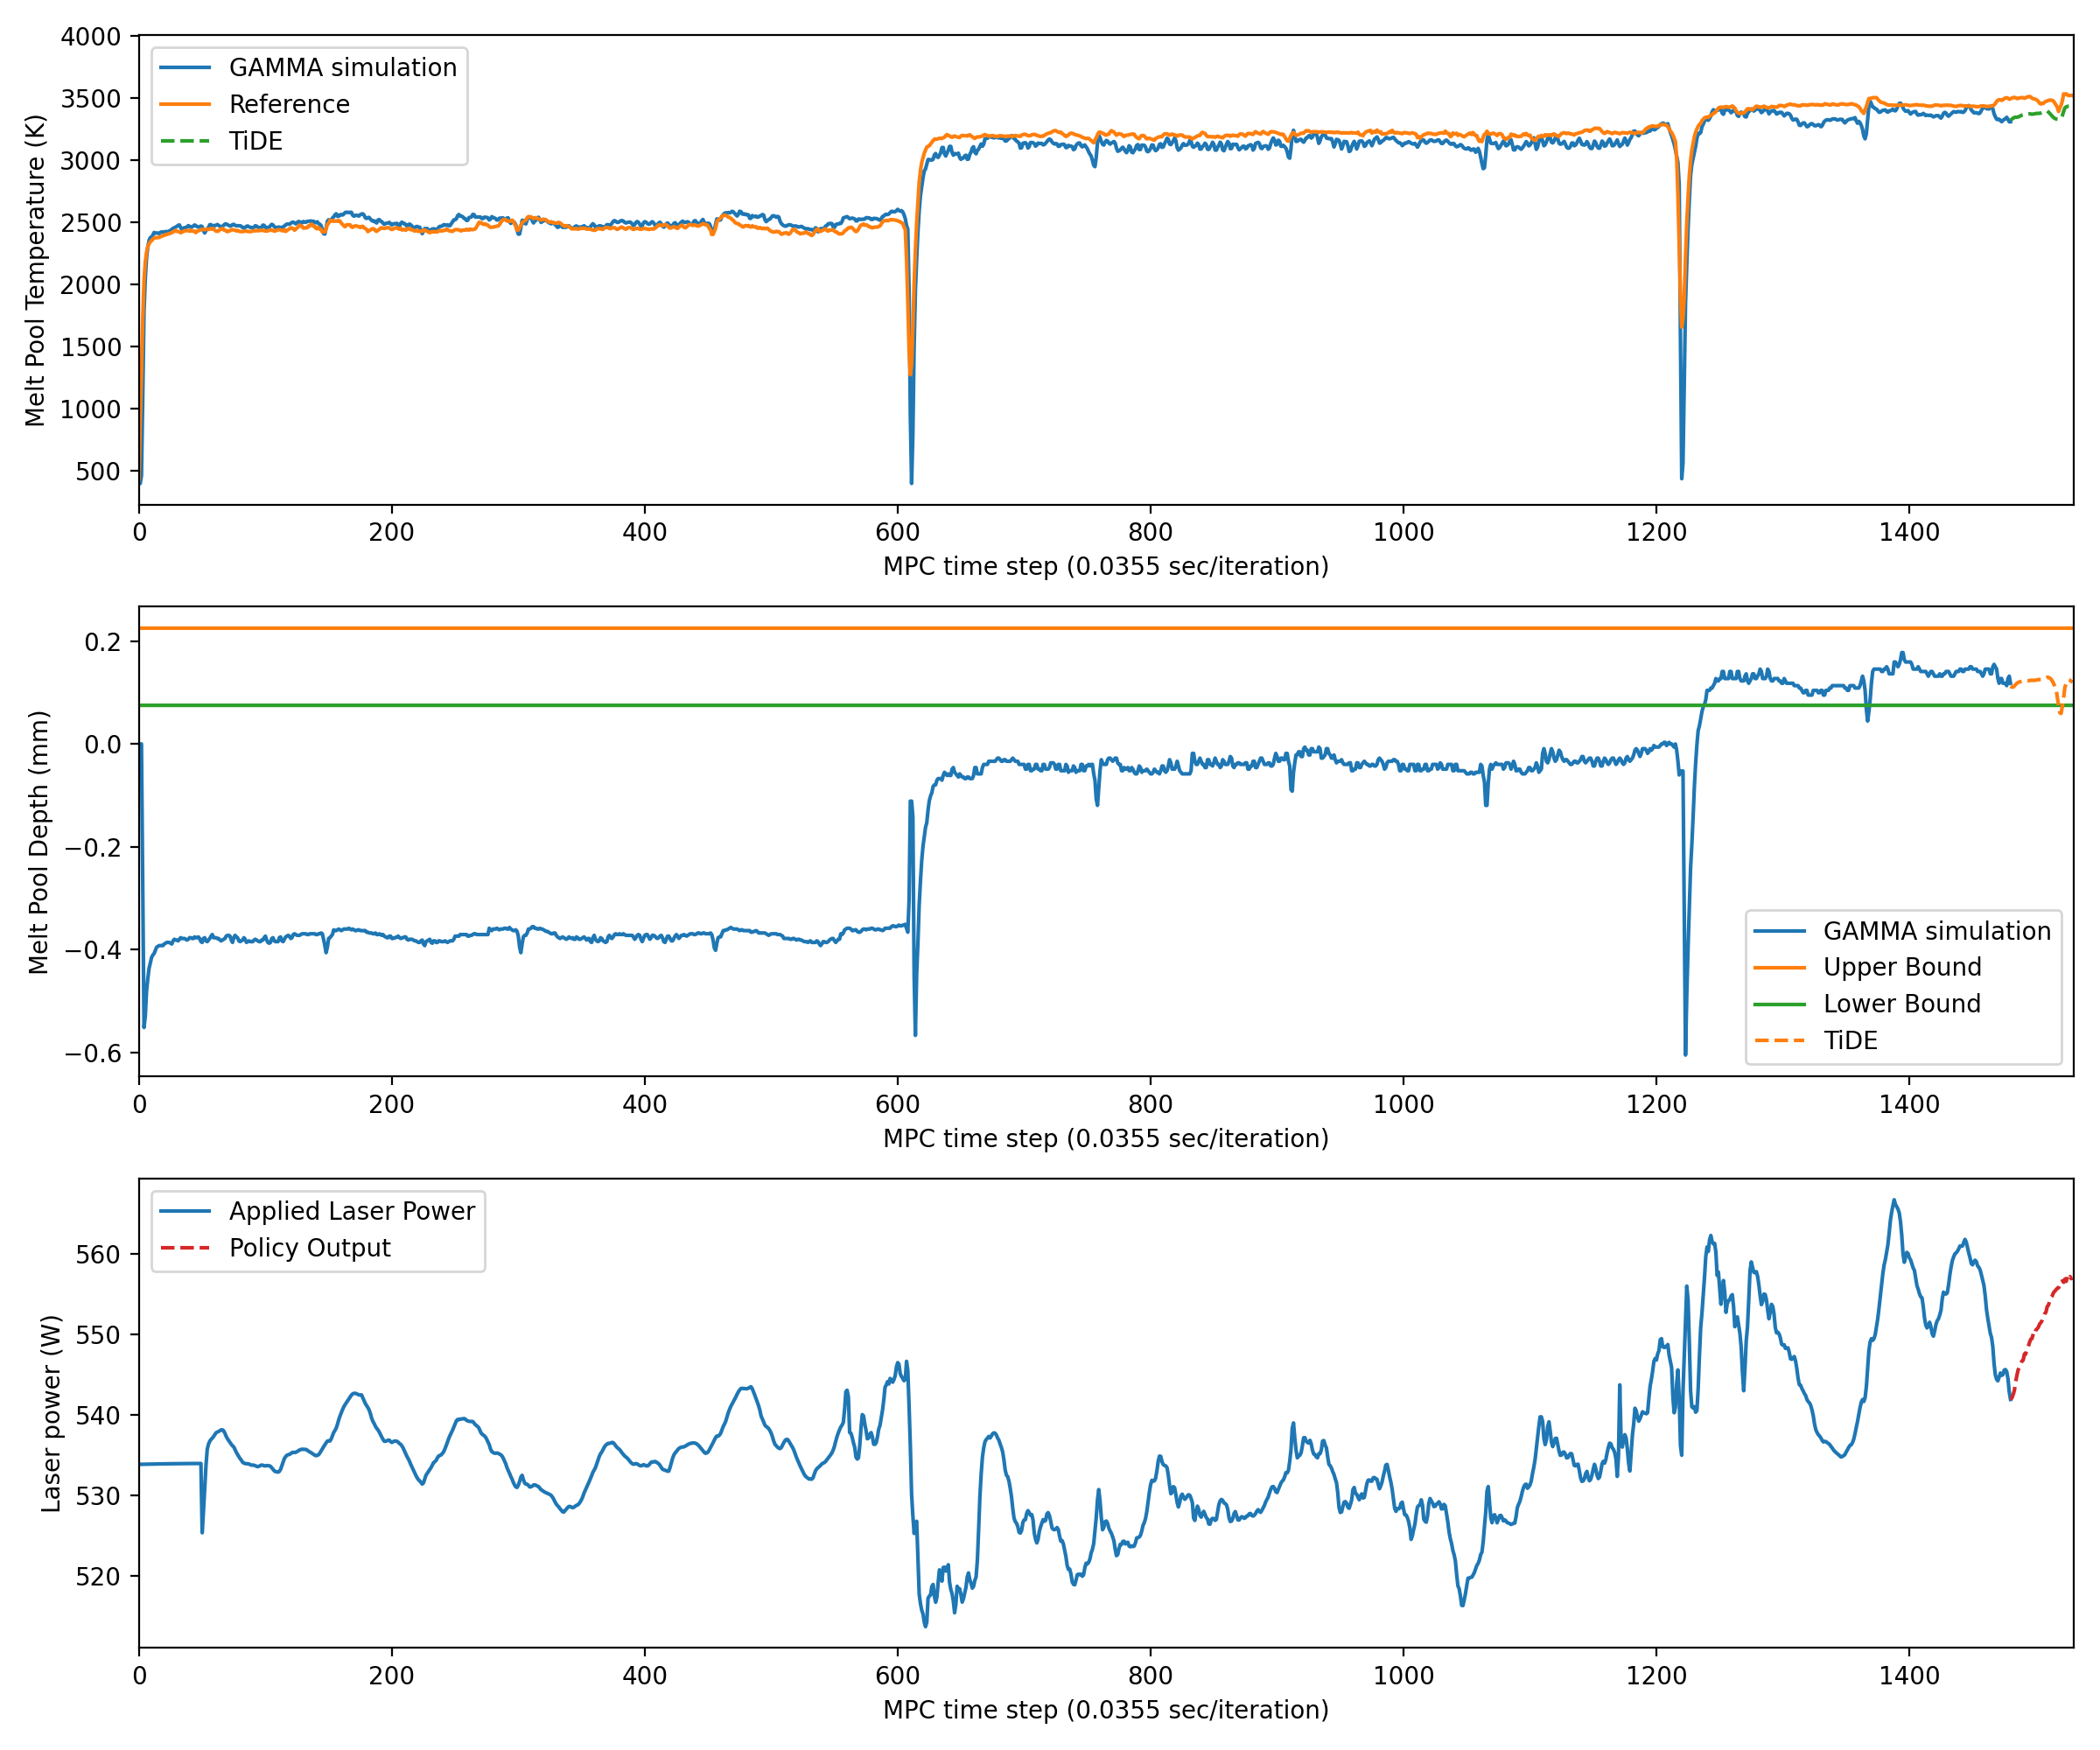 4000
3500
3000
2500
2000
1500
1000
500
Melt Pool Temperature (K)
GAMMA simulation
Reference
TiDE
0 200 400 600 800 1000 1200 1400
MPC time step (0.0355 sec/iteration)
0.2
0.0
−0.2
−0.4
−0.6
Melt Pool Depth (mm)
GAMMA simulation
Upper Bound
Lower Bound
TiDE
0 200 400 600 800 1000 1200 1400
MPC time step (0.0355 sec/iteration)
560
550
540
530
520
Laser power (W)
Applied Laser Power
Policy Output
0 200 400 600 800 1000 1200 1400
MPC time step (0.0355 sec/iteration)